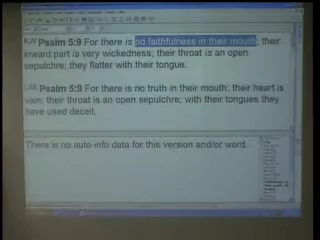 KJV Psalm 5:9 For there is no faithfulness in their mouth; their
inward part is very wickedness; their throat is an open
sepulchre; they flatter with their tongue.
LXE Psalm 5:9 For there is no truth in their mouth; their heart is
vain; their throat is an open sepulchre; with their tongues they
have used deceit.
There is no auto-info data for this version and/or word.